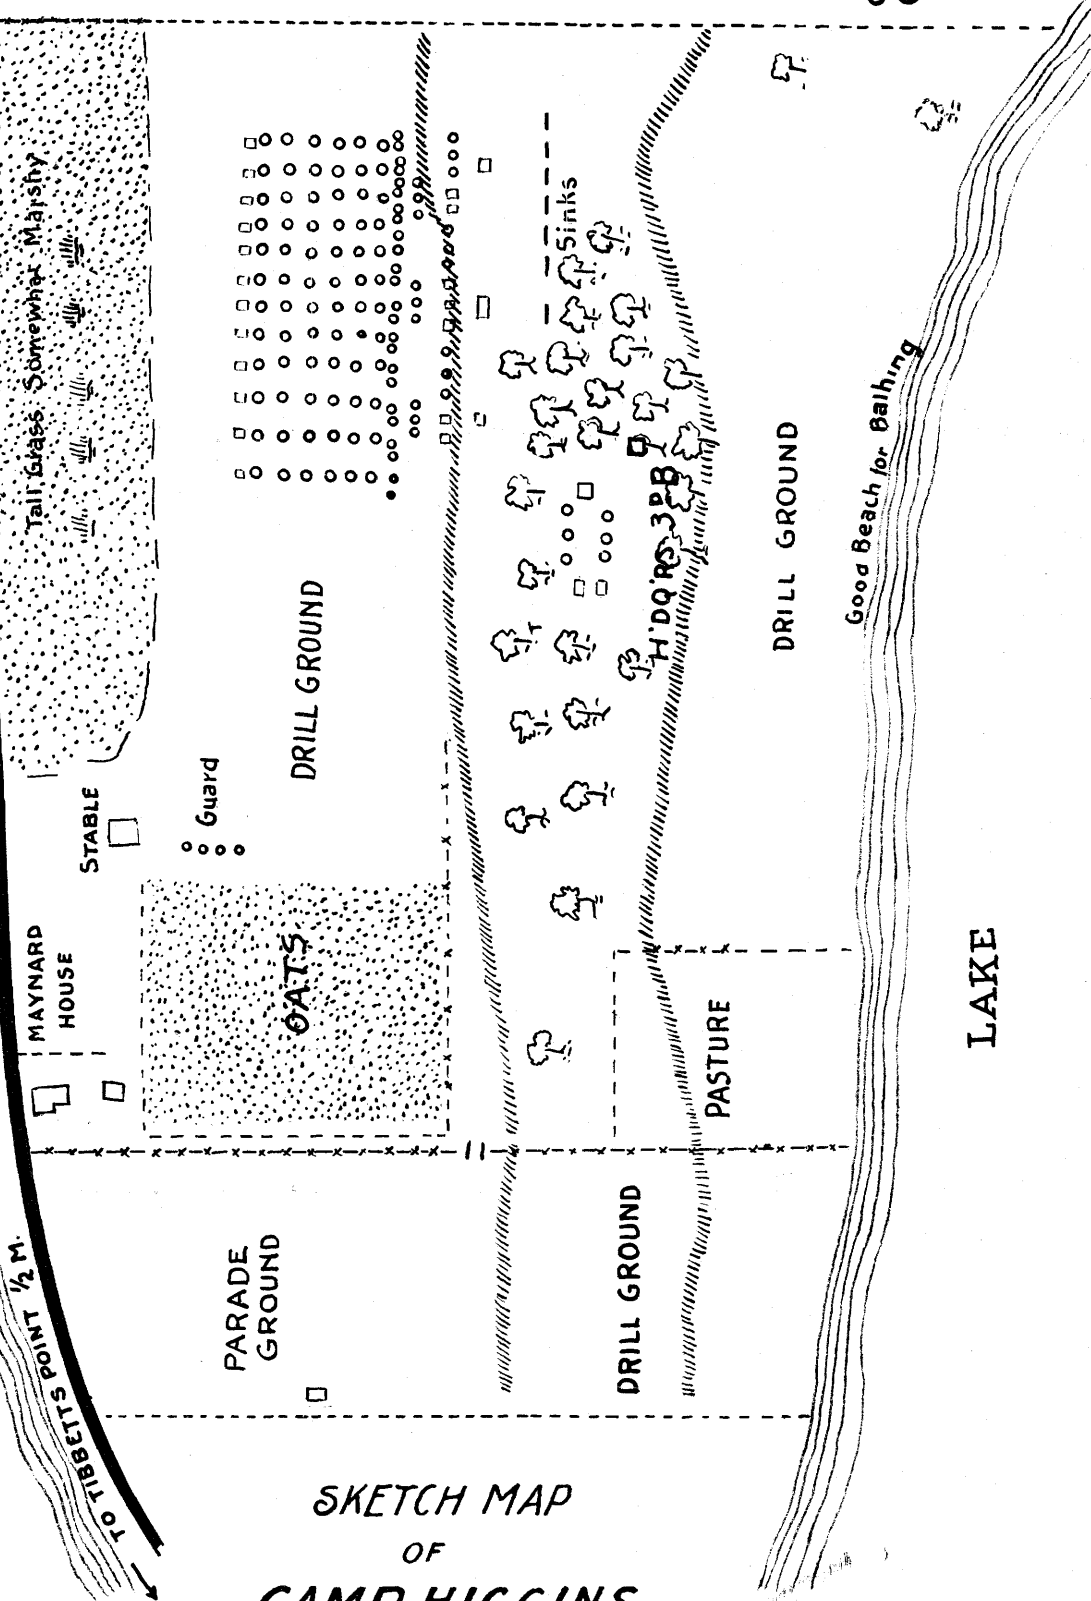 Tall Grass Somewhat Marshy
Sinks
STABLE
Guard
DRILL GROUND
H'DQ'RS 3D B
DRILL GROUND
Good Beach for Bathing
MAYNARD
HOUSE
OATS
PASTURE
LAKE
TO TIBBETTS POINT ½ M.
PARADE
GROUND
DRILL GROUND
SKETCH MAP
OF
CAMP HIGGINS